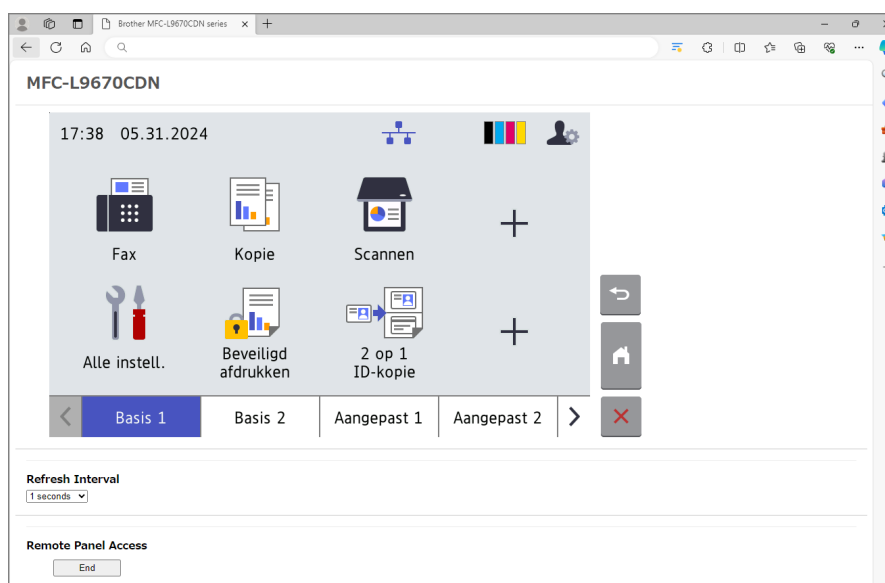 Brother MFC-L9670CDN series
MFC-L9670CDN
17:38 05.31.2024
Fax
Kopie
Scannen
Alle instell.
Beveiligd
afdrukken
2 op 1
ID-kopie
Basis 1
Basis 2
Aangepast 1
Aangepast 2
Refresh Interval
1 seconds
Remote Panel Access
End